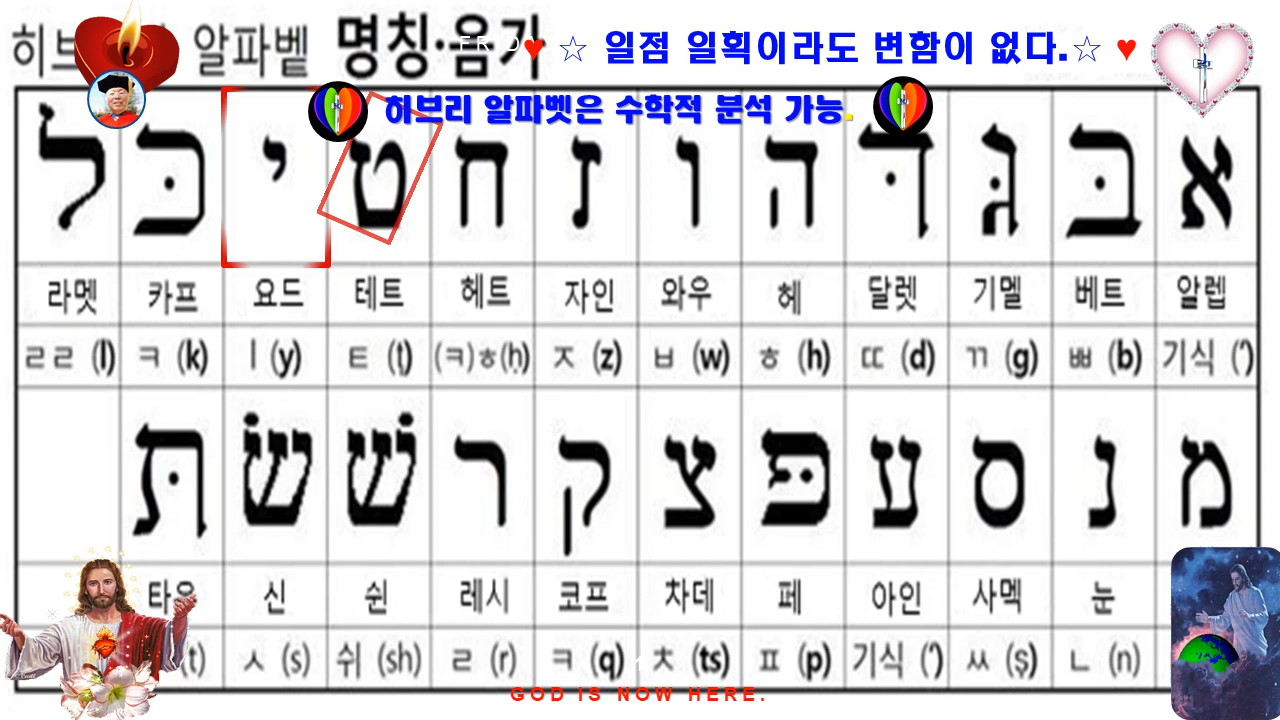 알파벹 명칭·음가
♥ ☆ 일점 일획이라도 변함이 없다.☆ ♥
허브리 알파벳은 수학적 분석 가능.
ל כּ י ט ח ז ו ה דּ גּ בּ א
라멧 카프 요드 테트 헤트 자인 와우 헤 달렛 기멜 베트 알렙
ㄹㄹ (l) ㅋ (k) ㅣ(y) ㅌ (ṭ) (ㅋ)ㅎ(ḥ) ㅈ (z) ㅂ (w) ㅎ (h) ㄸ (d) ㄲ (g) ㅃ (b) 기식 (’)
תּ שׂ שׁ ר ק צ פּ ע ס נ מ
타우 신 쉰 레시 코프 차데 페 아인 사멕 눈
(t) ㅅ (s) 쉬 (sh) ㄹ (r) ㅋ (q) ㅊ (ts) ㅍ (p) 기식 (‘) ㅆ (ş) ㄴ (n)
GOD IS NOW HERE.